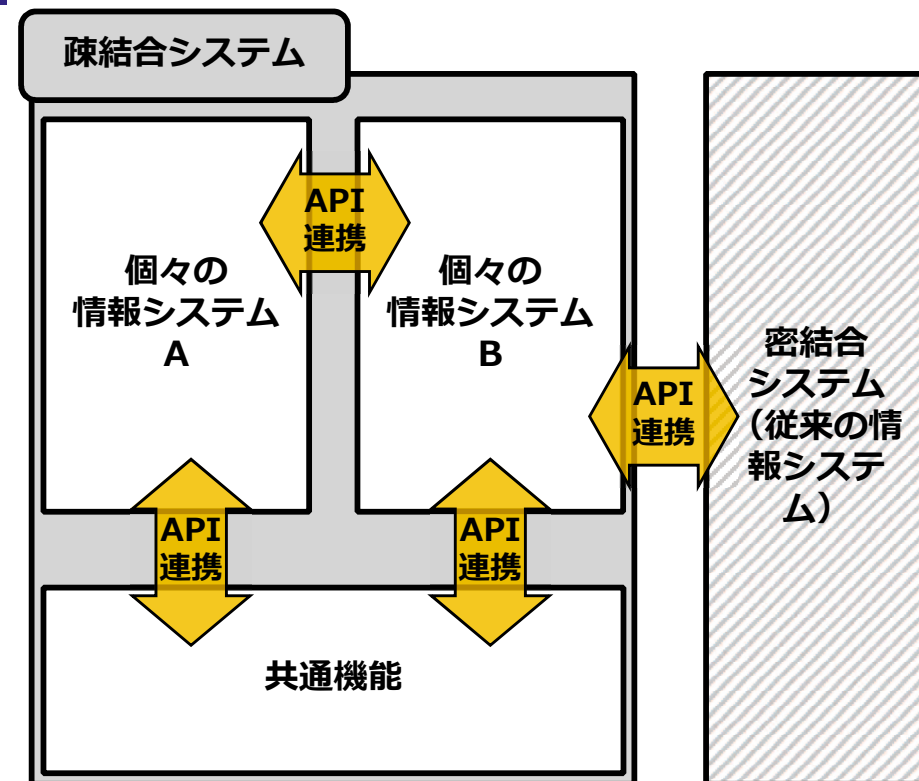 疎結合システム
API
連携
個々の
情報システム
A
個々の
情報システム
B
API
連携
密結合
システム
（従来の情
報システ
ム）
API
連携
API
連携
共通機能